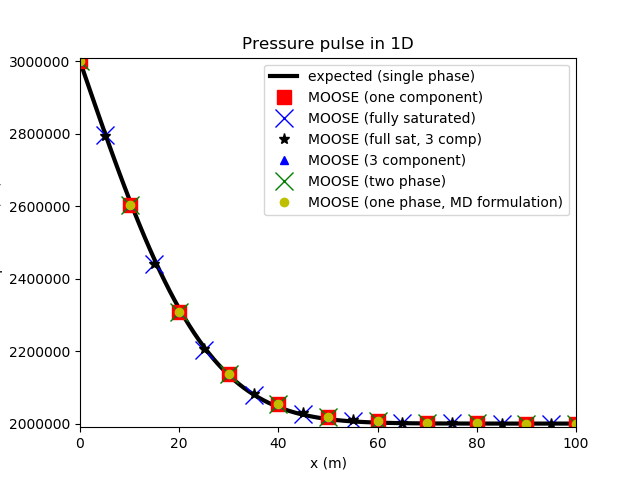 Pressure pulse in 1D
3000000
2800000
2600000
2400000
2200000
2000000
expected (single phase)
MOOSE (one component)
MOOSE (fully saturated)
MOOSE (full sat, 3 comp)
MOOSE (3 component)
MOOSE (two phase)
MOOSE (one phase, MD formulation)
0 20 40 60 80 100
x (m)